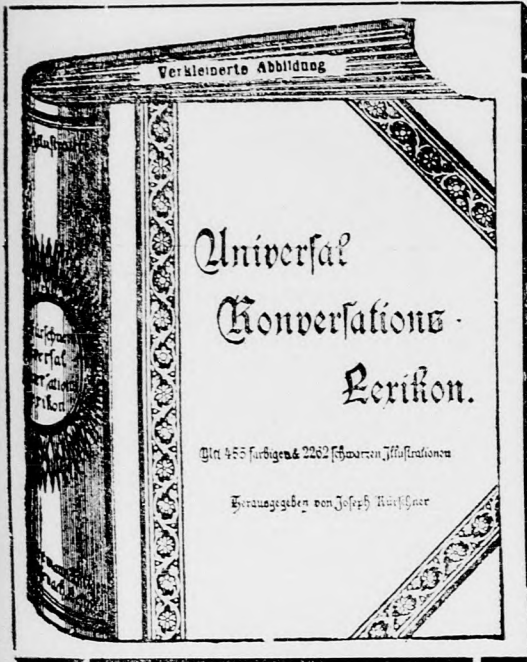 Verkleinerte Abbildung
Universal
Konversations-
Lexikon.
Mit 455 farbigen & 2262 schwarzen Illustrationen
Herausgegeben von Joseph Kürschner